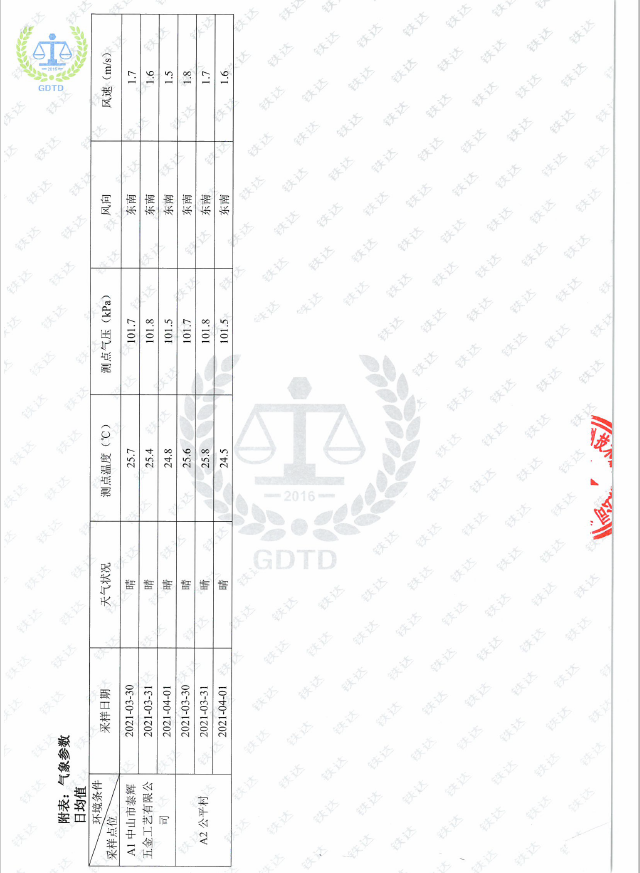 附表：气象参数
日均值
环境条件
采样点位
采样日期
天气状况
测点温度（℃）
测点气压（kPa）
风向
风速（m/s）
A1 中山市泰辉
五金工艺有限公
司
2021-03-30 晴 25.7 101.7 东南 1.7
2021-03-31 晴 25.4 101.8 东南 1.6
2021-04-01 晴 24.8 101.5 东南 1.5
A2 公平村
2021-03-30 晴 25.6 101.7 东南 1.8
2021-03-31 晴 25.8 101.8 东南 1.7
2021-04-01 晴 24.5 101.5 东南 1.6
2016
GDTD
2016
GDTD